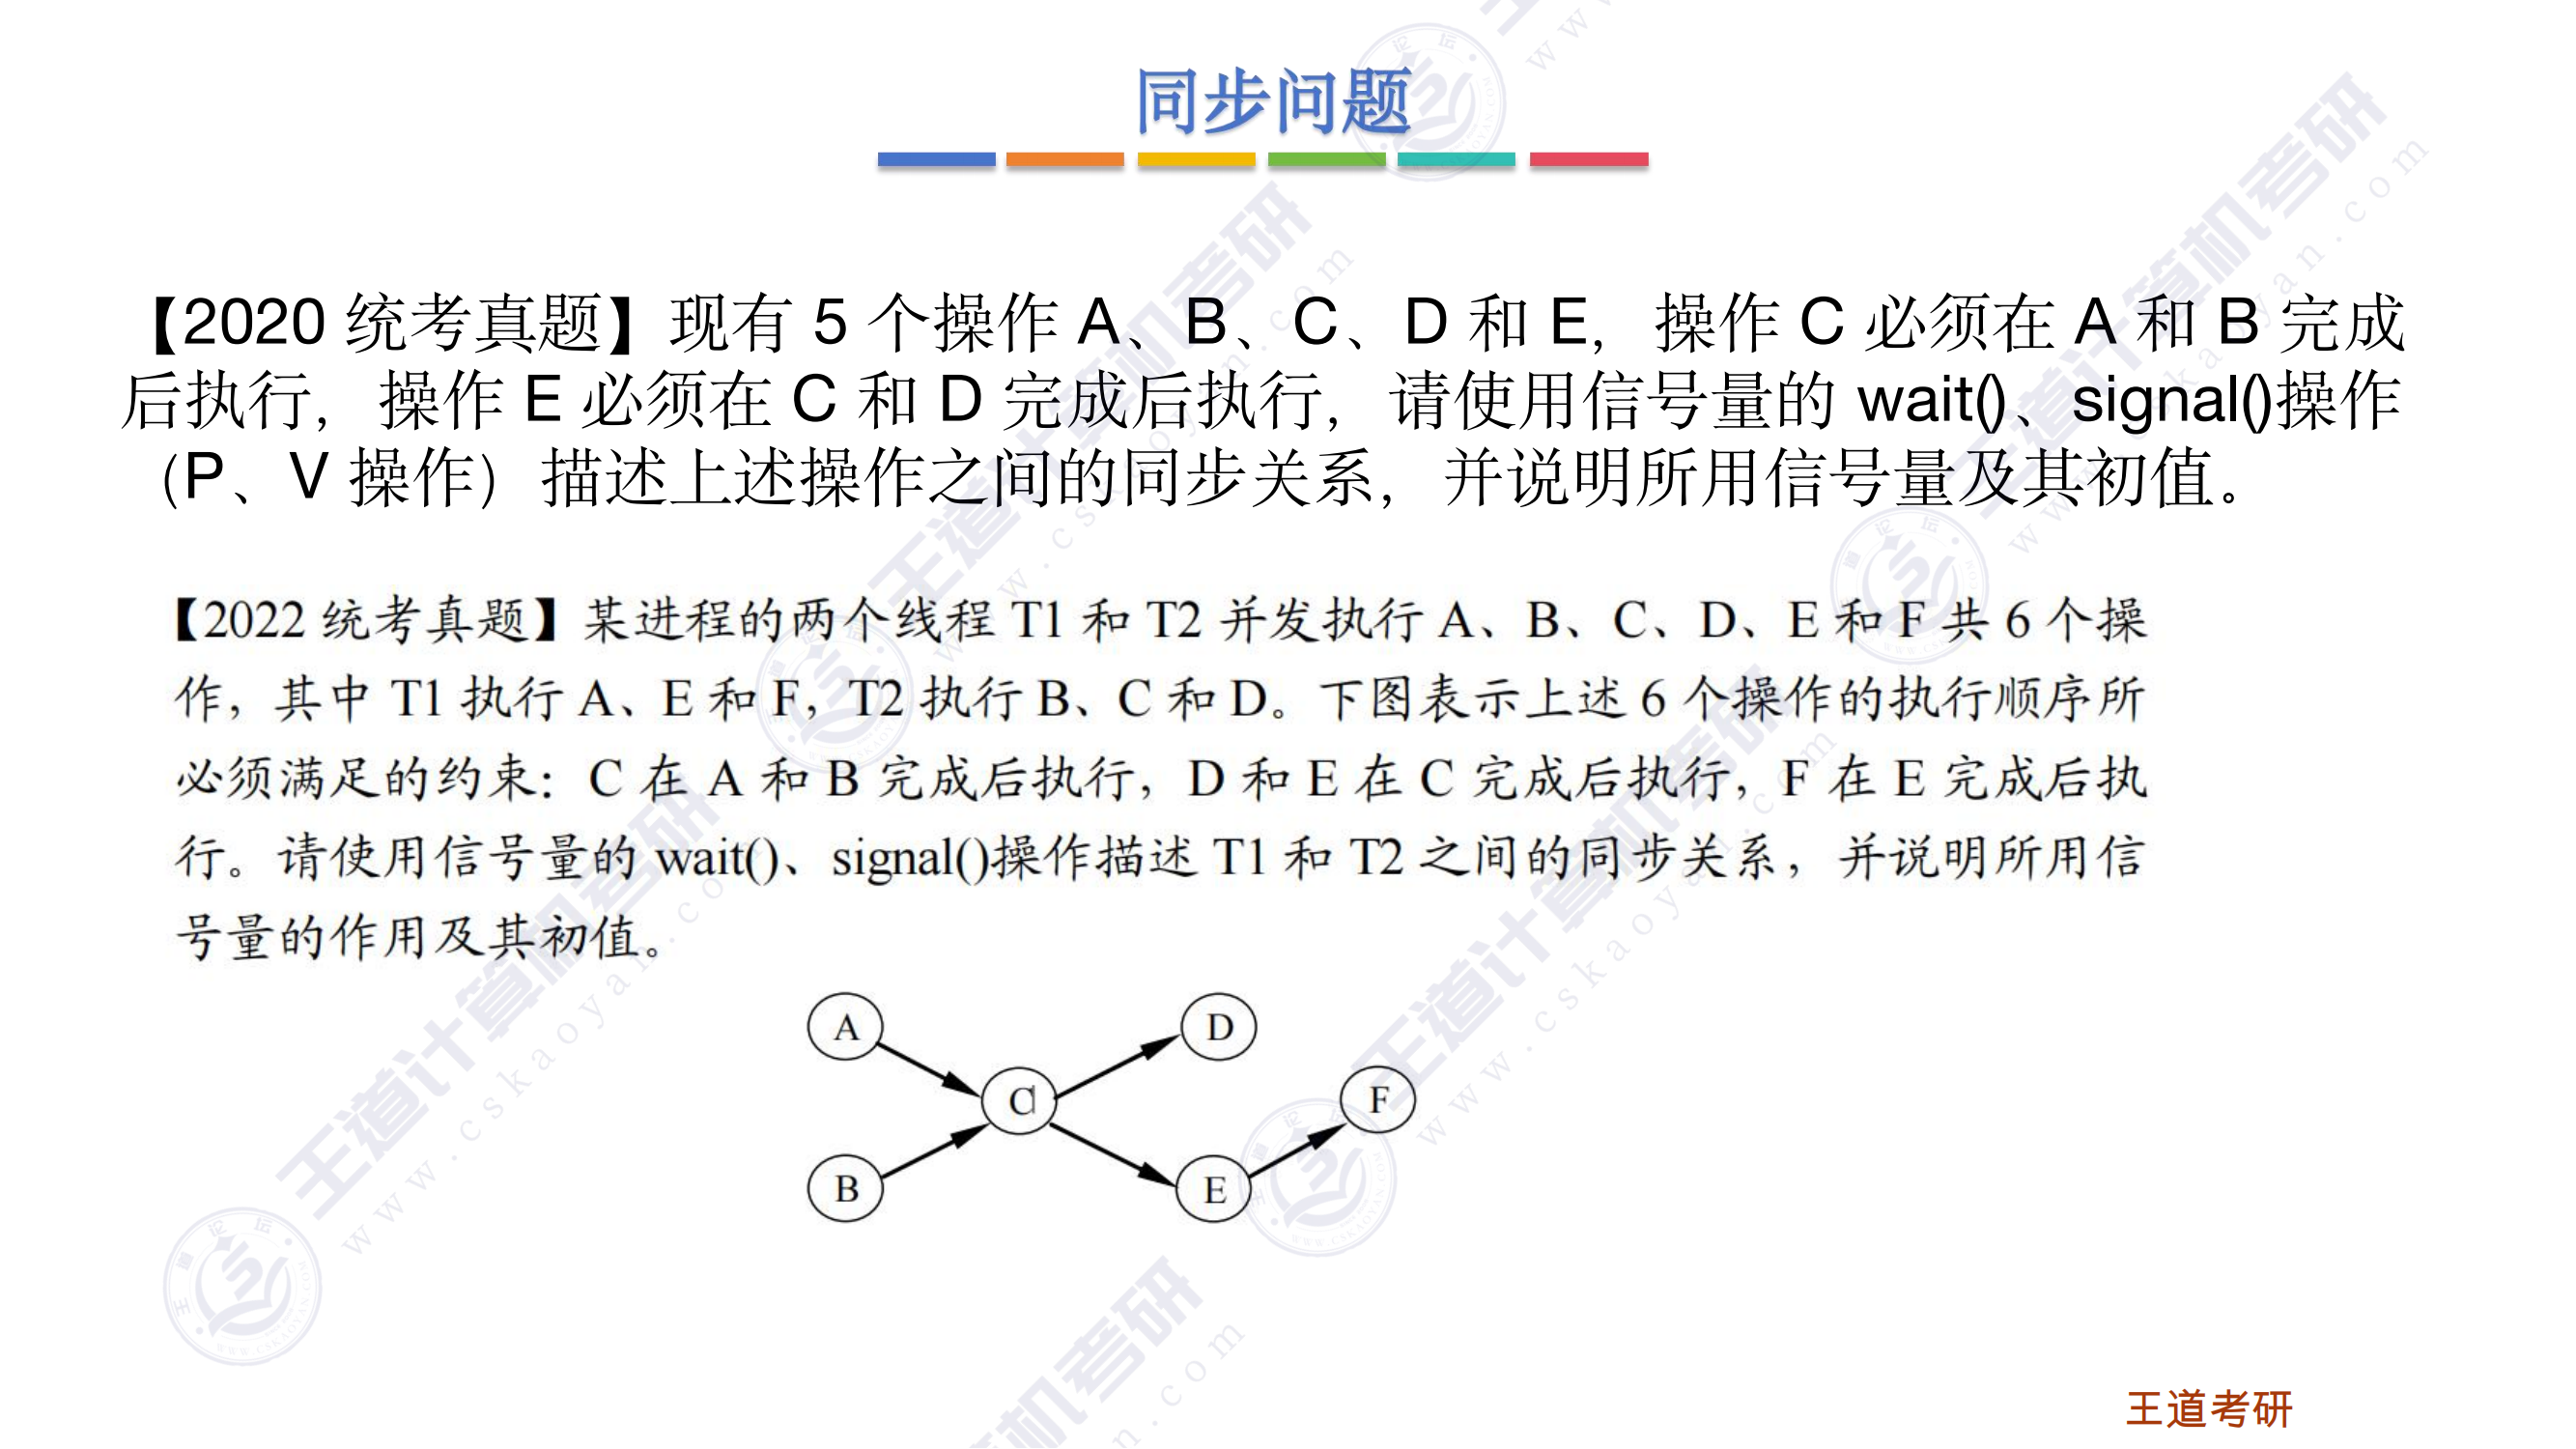 同步问题
【2020 统考真题】现有 5 个操作 A、B、C、D 和 E，操作 C 必须在 A 和 B 完成
后执行，操作 E 必须在 C 和 D 完成后执行，请使用信号量的 wait()、signal()操作
（P、V 操作）描述上述操作之间的同步关系，并说明所用信号量及其初值。
【2022 统考真题】某进程的两个线程 T1 和 T2 并发执行 A、B、C、D、E 和 F 共 6 个操
作，其中 T1 执行 A、E 和 F，T2 执行 B、C 和 D。下图表示上述 6 个操作的执行顺序所
必须满足的约束：C 在 A 和 B 完成后执行，D 和 E 在 C 完成后执行，F 在 E 完成后执
行。请使用信号量的 wait()、signal()操作描述 T1 和 T2 之间的同步关系，并说明所用信
号量的作用及其初值。
A
D
C
F
B
E
王道考研
王道计算机考研
www.cskaoyan.com